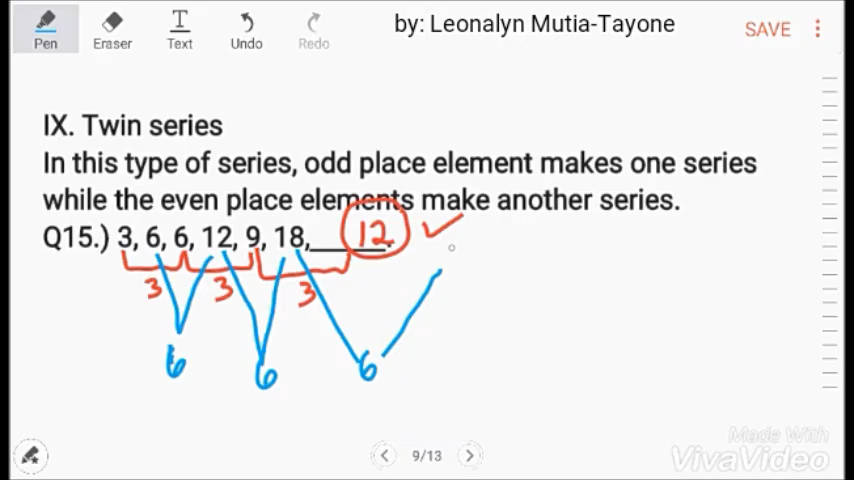 by: Leonalyn Mutia-Tayone
SAVE
Pen Eraser Text Undo Redo
IX. Twin series
In this type of series, odd place element makes one series
while the even place elements make another series.
Q15.) 3, 6, 6, 12, 9, 18,______. 12
3 3 3
6 6 6
9/13
Made With
VivaVideo